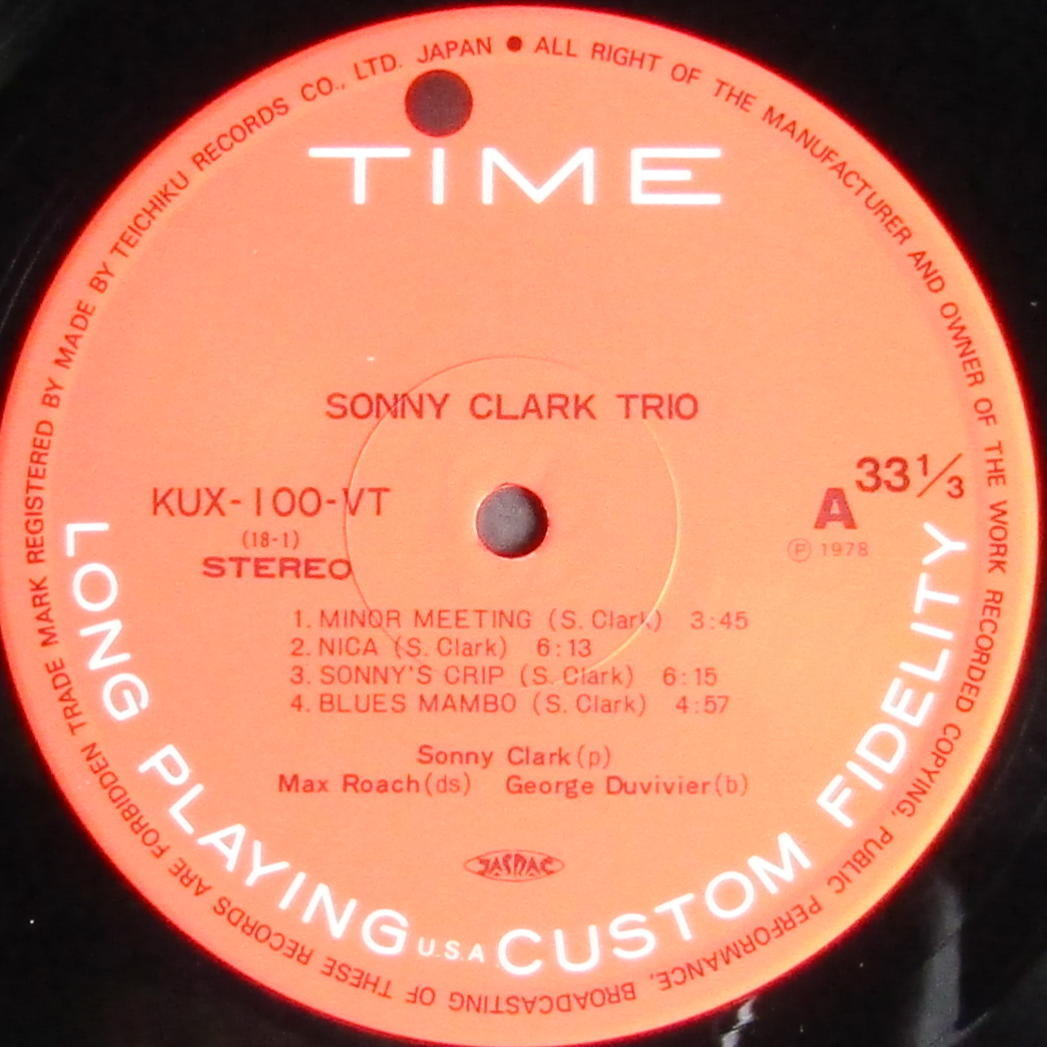 MADE BY TEICHIKU RECORDS CO., LTD. JAPAN ● ALL RIGHT OF THE MANUFACTURER AND OWNER OF THE WORK RECORDED COPYING, PUBLIC PERFORMANCE, BROADCASTING OF THESE RECORDS ARE FORBIDDEN TRADE MARK REGISTERED BY
TIME
SONNY CLARK TRIO
KUX-100-VT
(18-1)
STEREO
33 1/3
A
Ⓟ 1978
1. MINOR MEETING (S. Clark) 3:45
2. NICA (S. Clark) 6:13
3. SONNY'S CRIP (S. Clark) 6:15
4. BLUES MAMBO (S. Clark) 4:57
Sonny Clark (p)
Max Roach (ds) George Duvivier (b)
JASRAC
LONG PLAYING U.S.A CUSTOM FIDELITY